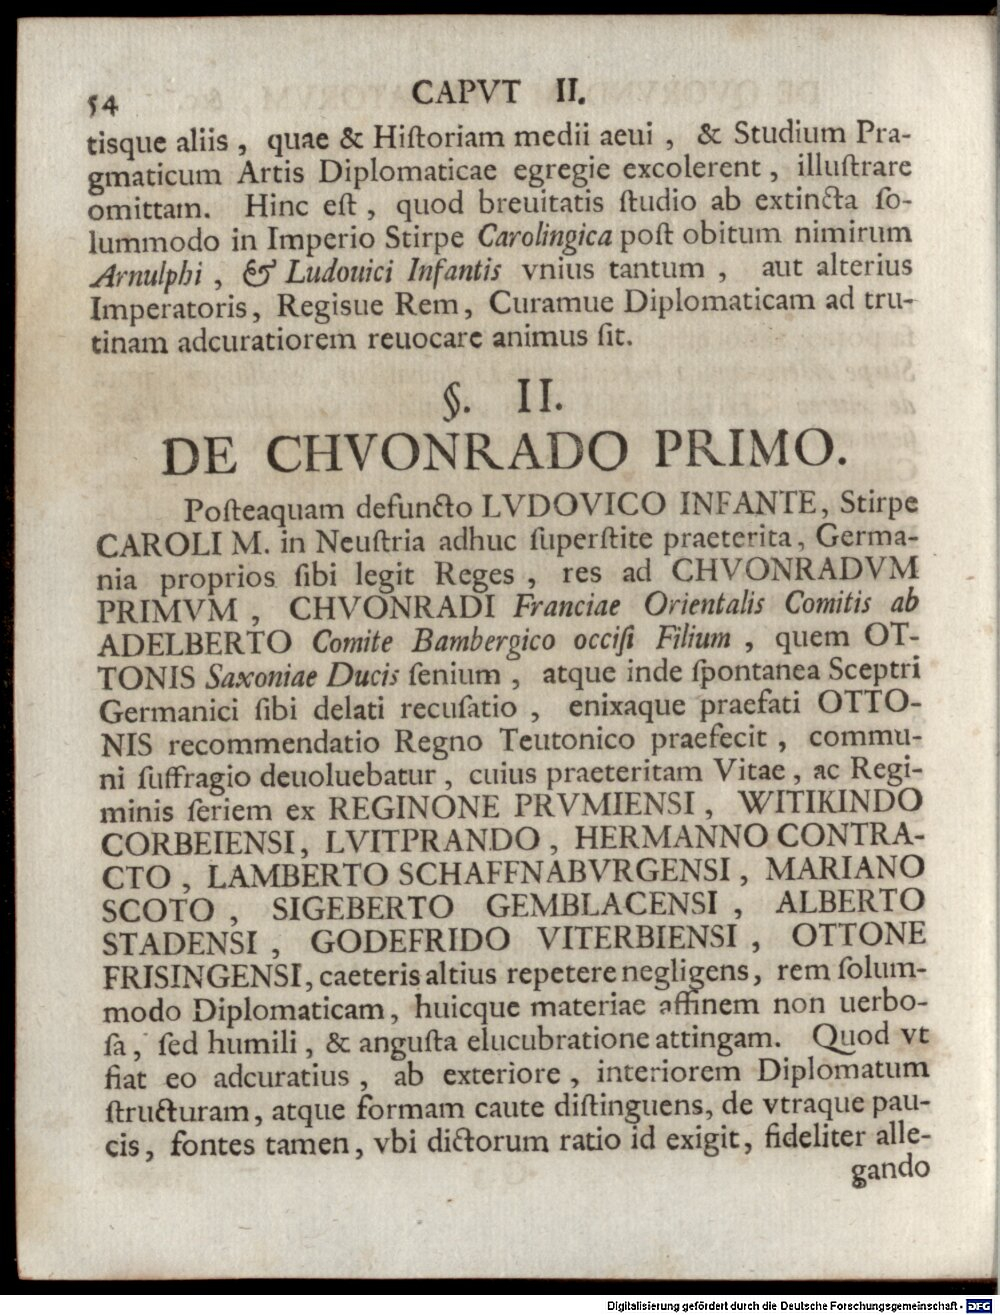 54 CAPVT II.
tisque aliis , quae & Hiſtoriam medii aeui , & Studium Pra-
gmaticum Artis Diplomaticae egregie excolerent , illuſtrare
omittam. Hinc eſt , quod breuitatis ſtudio ab extincta ſo-
lummodo in Imperio Stirpe Carolingica poſt obitum nimirum
Arnulphi , & Ludouici Infantis vnius tantum , aut alterius
Imperatoris, Regisue Rem, Curamue Diplomaticam ad tru-
tinam adcuratiorem reuocare animus ſit.
§. II.
DE CHVONRADO PRIMO.
Poſteaquam defuncto LVDOVICO INFANTE, Stirpe
CAROLI M. in Neuſtria adhuc ſuperſtite praeterita, Germa-
nia proprios ſibi legit Reges , res ad CHVONRADVM
PRIMVM , CHVONRADI Franciae Orientalis Comitis ab
ADELBERTO Comite Bambergico occiſi Filium , quem OT-
TONIS Saxoniae Ducis ſenium , atque inde ſpontanea Sceptri
Germanici ſibi delati recuſatio , enixaque praefati OTTO-
NIS recommendatio Regno Teutonico praefecit , commu-
ni ſuffragio deuoluebatur , cuius praeteritam Vitae , ac Regi-
minis ſeriem ex REGINONE PRVMIENSI , WITIKINDO
CORBEIENSI, LVITPRANDO , HERMANNO CONTRA-
CTO , LAMBERTO SCHAFFNABVRGENSI , MARIANO
SCOTO , SIGEBERTO GEMBLACENSI , ALBERTO
STADENSI , GODEFRIDO VITERBIENSI , OTTONE
FRISINGENSI, caeteris altius repetere negligens, rem ſolum-
modo Diplomaticam, huicque materiae affinem non uerbo-
ſa, ſed humili , & anguſta elucubratione attingam. Quod vt
fiat eo adcuratius , ab exteriore , interiorem Diplomatum
ſtructuram, atque formam caute diſtinguens, de vtraque pau-
cis, fontes tamen, vbi dictorum ratio id exigit, fideliter alle-
gando
Digitalisierung gefördert durch die Deutsche Forschungsgemeinschaft - DFG